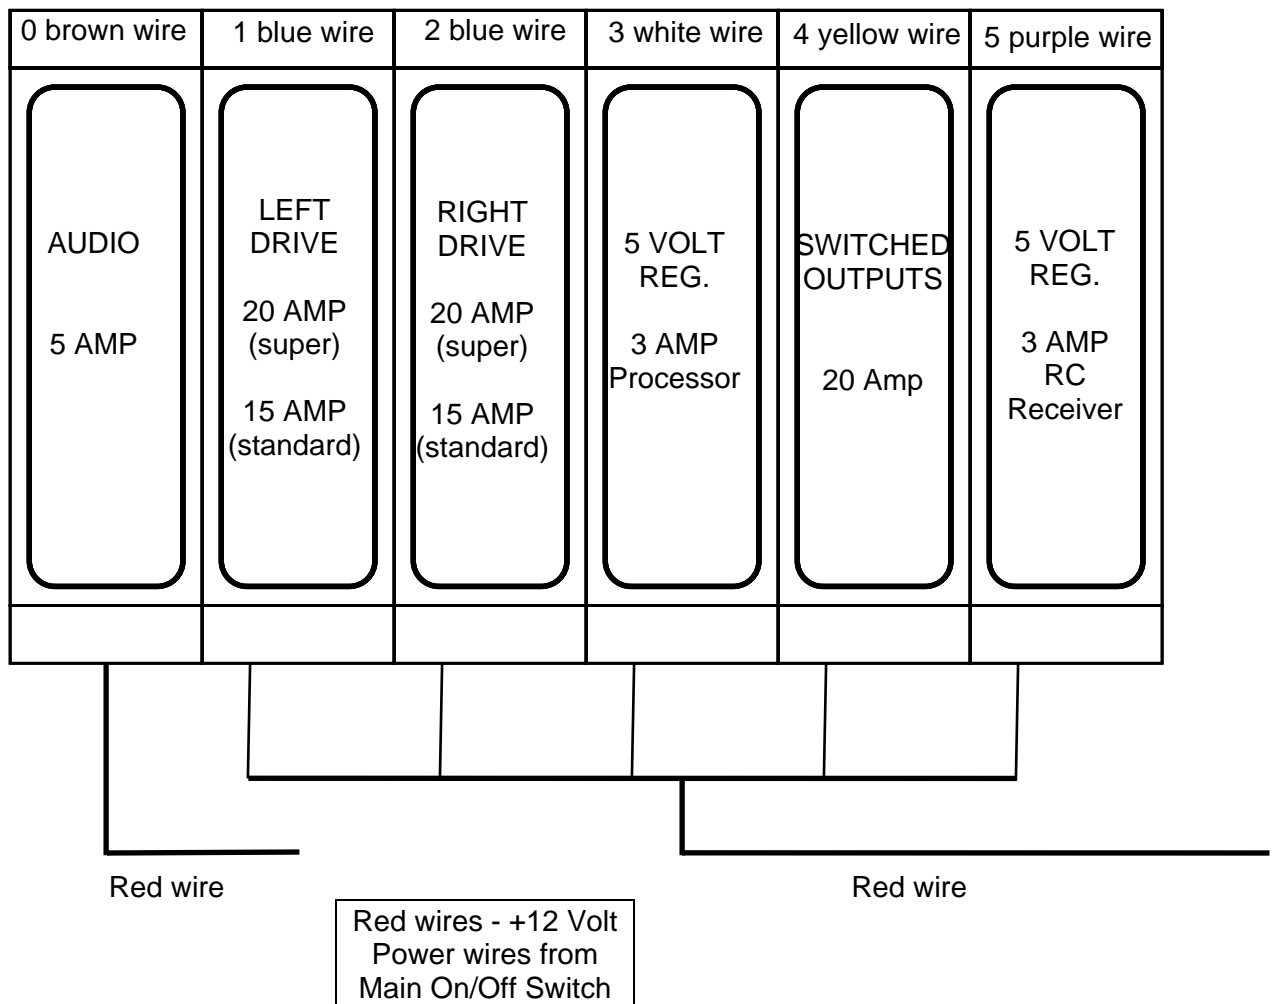 0 brown wire
1 blue wire
2 blue wire
3 white wire
4 yellow wire
5 purple wire
AUDIO
5 AMP
LEFT
DRIVE
20 AMP
(super)
15 AMP
(standard)
RIGHT
DRIVE
20 AMP
(super)
15 AMP
(standard)
5 VOLT
REG.
3 AMP
Processor
SWITCHED
OUTPUTS
20 Amp
5 VOLT
REG.
3 AMP
RC
Receiver
Red wire
Red wire
Red wires - +12 Volt
Power wires from
Main On/Off Switch